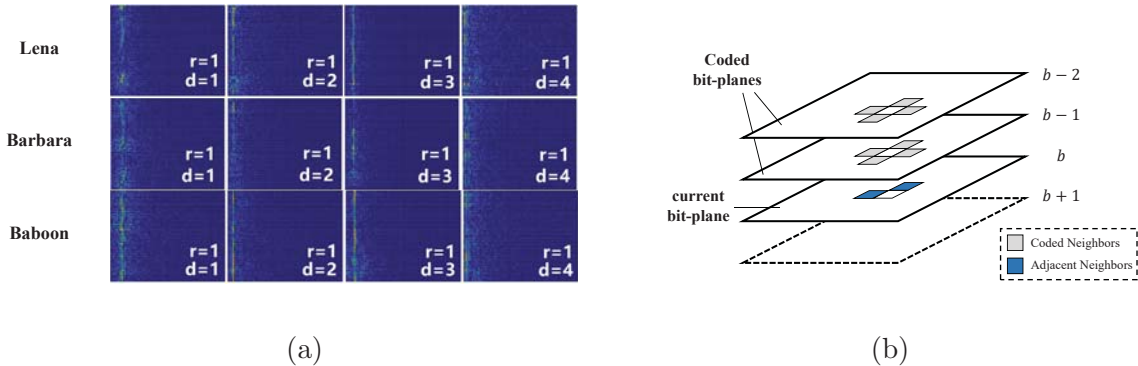 Lena
r=1
d=1
r=1
d=2
r=1
d=3
r=1
d=4
Barbara
r=1
d=1
r=1
d=2
r=1
d=3
r=1
d=4
Baboon
r=1
d=1
r=1
d=2
r=1
d=3
r=1
d=4
(a)
Coded
bit-planes
current
bit-plane
b − 2
b − 1
b
b + 1
Coded Neighbors
Adjacent Neighbors
(b)